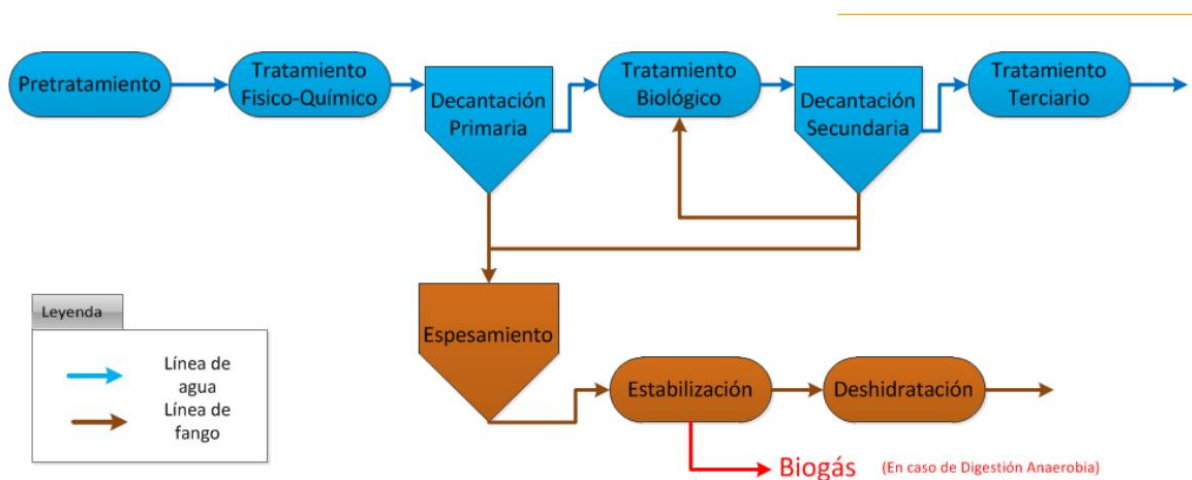 Pretratamiento
Tratamiento
Fisico-Químico
Decantación
Primaria
Tratamiento
Biológico
Decantación
Secundaria
Tratamiento
Terciario
Espesamiento
Estabilización
Deshidratación
Biogás
(En caso de Digestión Anaerobia)
Leyenda
Línea de
agua
Línea de
fango